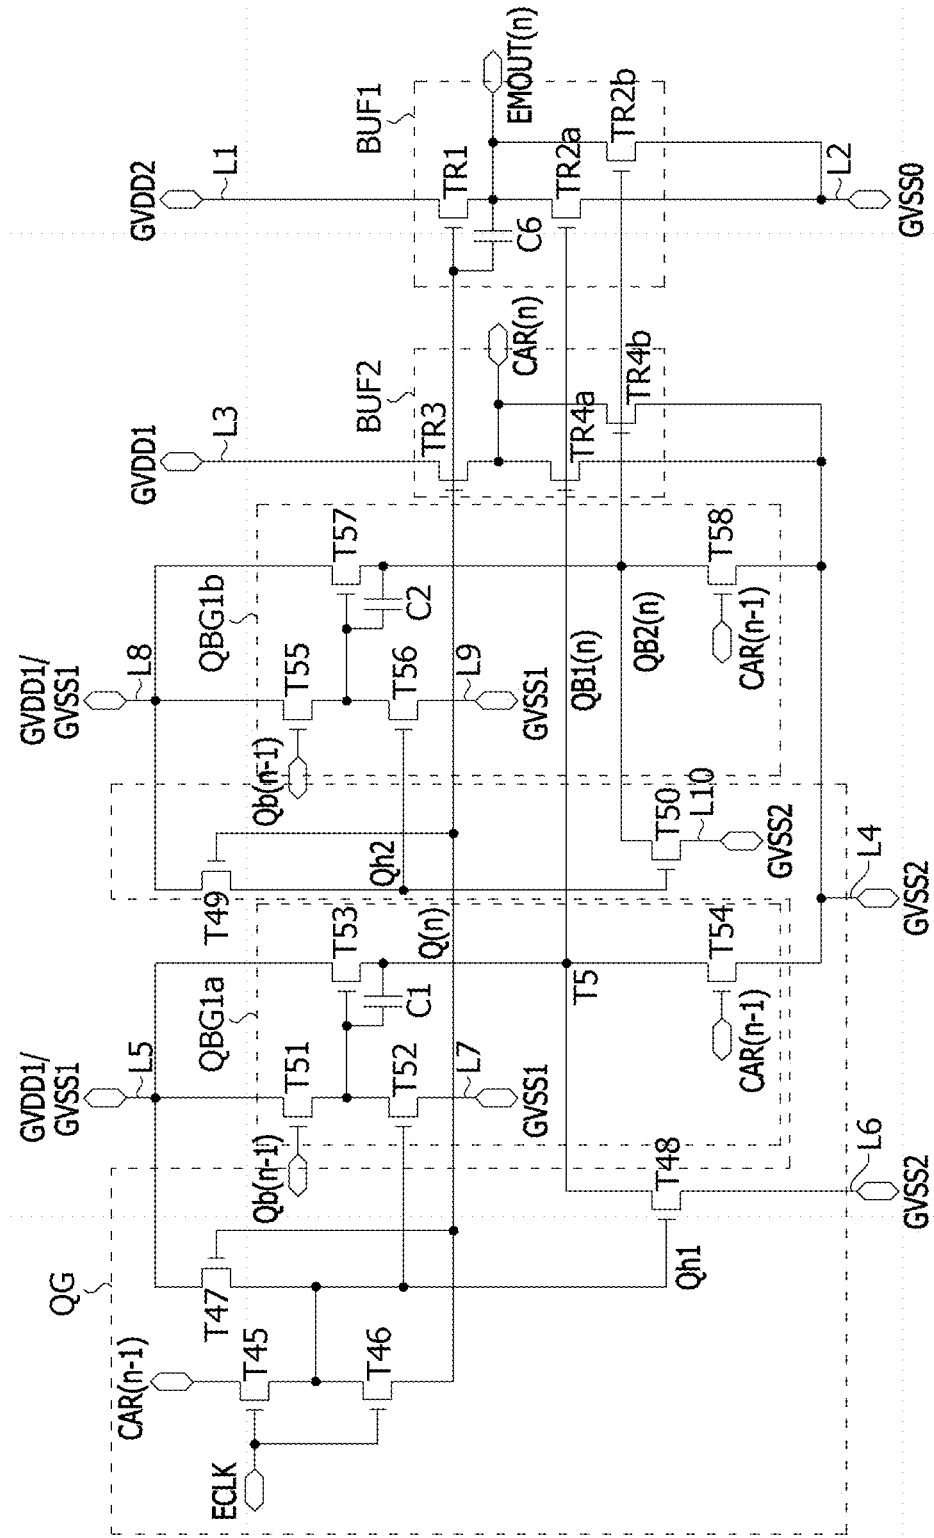 GVDD2
L1
BUF1
TR1
EMOUT(n)
C6
TR2a
TR2b
L2
GVSS0
GVDD1
L3
BUF2
TR3
CAR(n)
TR4a
TR4b
GVDD1/
GVSS1
L8
QBG1b
T57
T55
C2
Qb(n-1)
T56
L9
GVSS1
QB1(n)
QB2(n)
T58
CAR(n-1)
T49
Qh2
T50
L10
GVSS2
L4
GVSS2
GVDD1/
GVSS1
L5
QBG1a
T53
Q(n)
T51
C1
Qb(n-1)
T52
L7
GVSS1
T5
T54
CAR(n-1)
QG
T47
T48
L6
GVSS2
Qh1
CAR(n-1)
T45
T46
ECLK